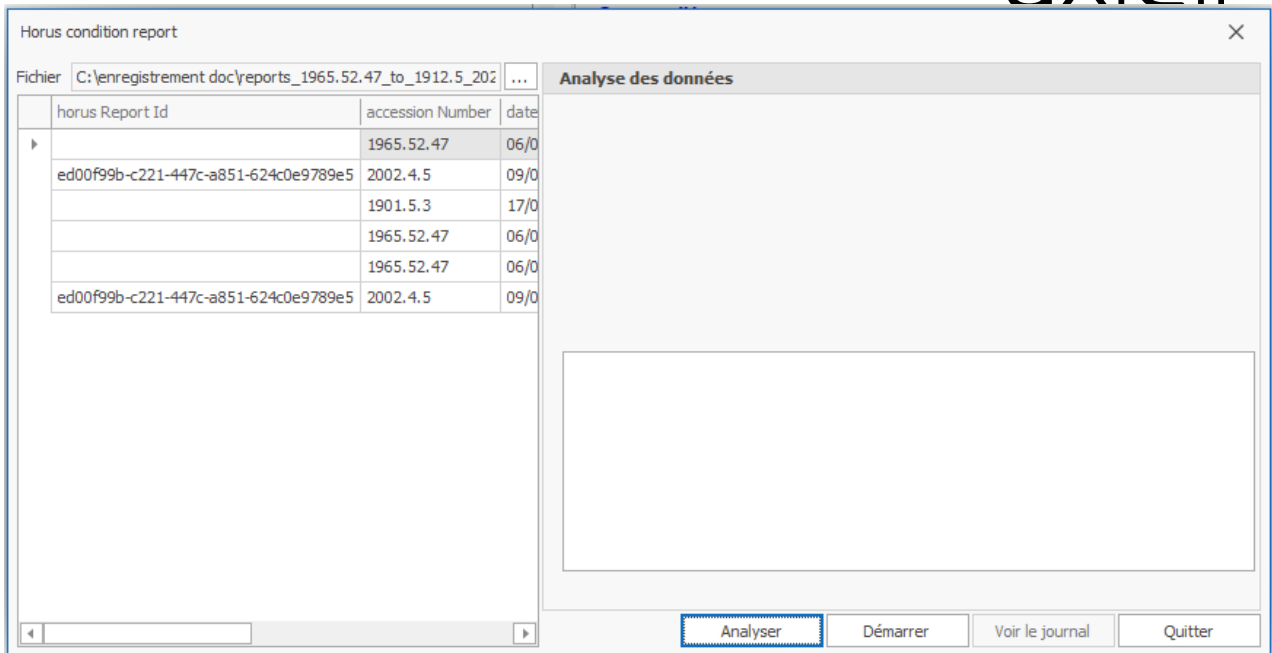 Horus condition report
Fichier C:\enregistrement doc\reports_1965.52.47_to_1912.5_202 ...
Analyse des données
horus Report Id accession Number date
1965.52.47 06/0
ed00f99b-c221-447c-a851-624c0e9789e5 2002.4.5 09/0
1901.5.3 17/0
1965.52.47 06/0
1965.52.47 06/0
ed00f99b-c221-447c-a851-624c0e9789e5 2002.4.5 09/0
Analyser Démarrer Voir le journal Quitter